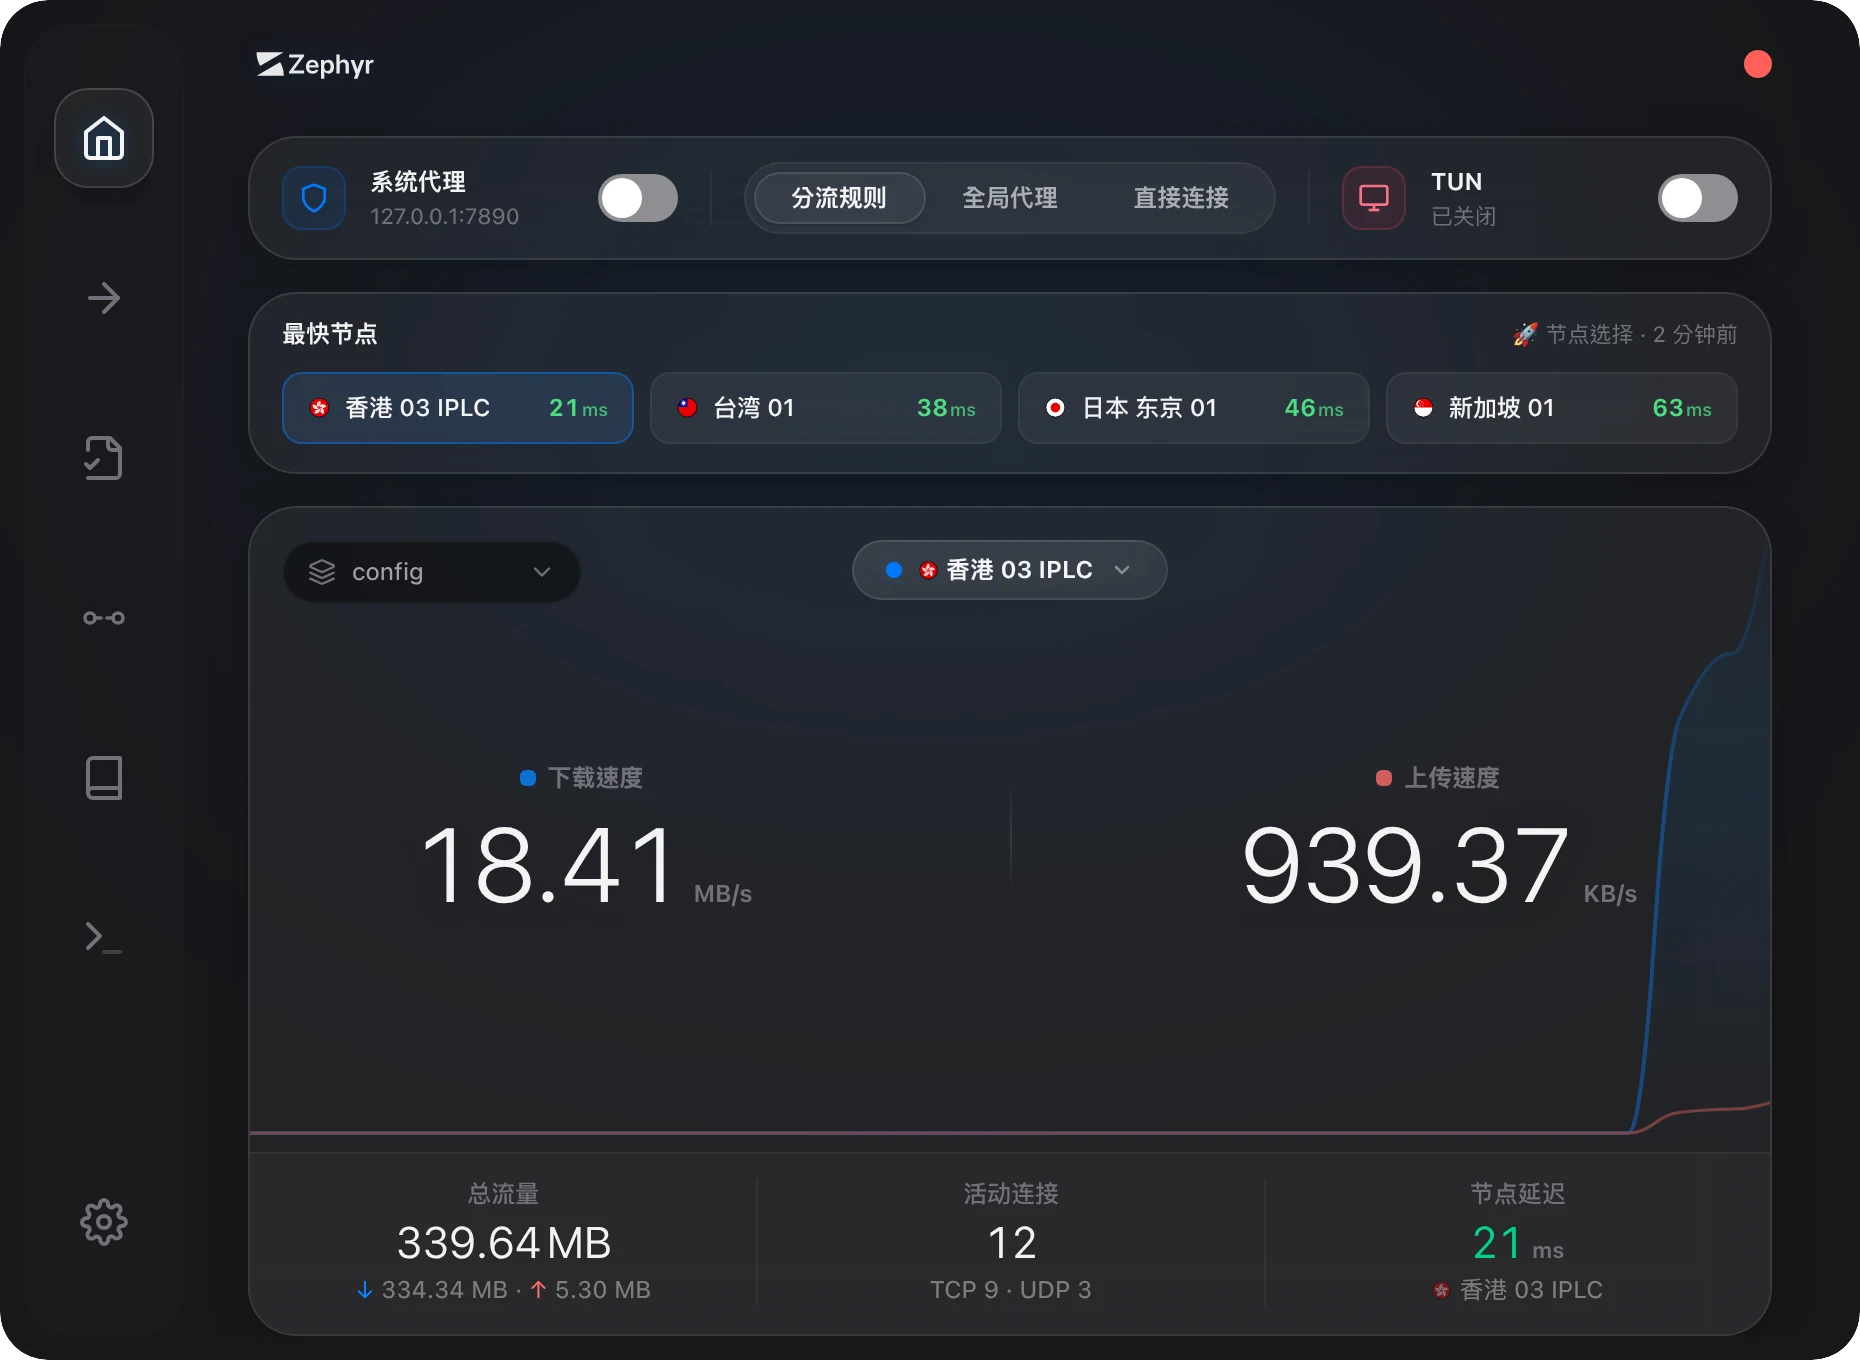 Zephyr
系统代理
127.0.0.1:7890
分流规则
全局代理
直接连接
TUN
已关闭
最快节点
🚀 节点选择 · 2 分钟前
🇭🇰 香港 03 IPLC 21ms
🇹🇼 台湾 01 38ms
🇯🇵 日本 东京 01 46ms
🇸🇬 新加坡 01 63ms
config
🇭🇰 香港 03 IPLC
下载速度
18.41 MB/s
上传速度
939.37 KB/s
总流量
339.64 MB
↓ 334.34 MB · ↑ 5.30 MB
活动连接
12
TCP 9 · UDP 3
节点延迟
21 ms
🇭🇰 香港 03 IPLC